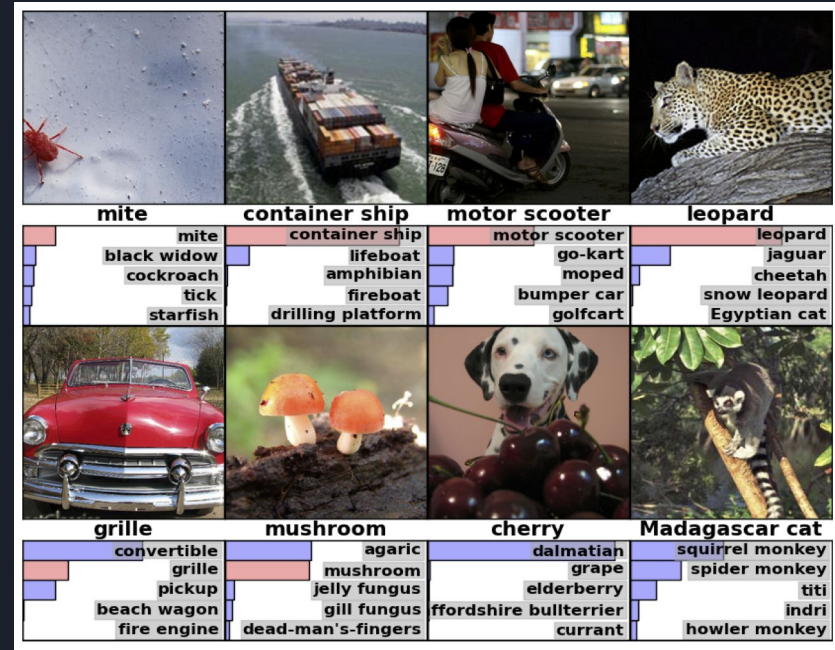 mite
container ship
motor scooter
leopard
mite
black widow
cockroach
tick
starfish
container ship
lifeboat
amphibian
fireboat
drilling platform
motor scooter
go-kart
moped
bumper car
golfcart
leopard
jaguar
cheetah
snow leopard
Egyptian cat
grille
mushroom
cherry
Madagascar cat
convertible
grille
pickup
beach wagon
fire engine
agaric
mushroom
jelly fungus
gill fungus
dead-man's-fingers
dalmatian
grape
elderberry
ffordshire bullterrier
currant
squirrel monkey
spider monkey
titi
indri
howler monkey